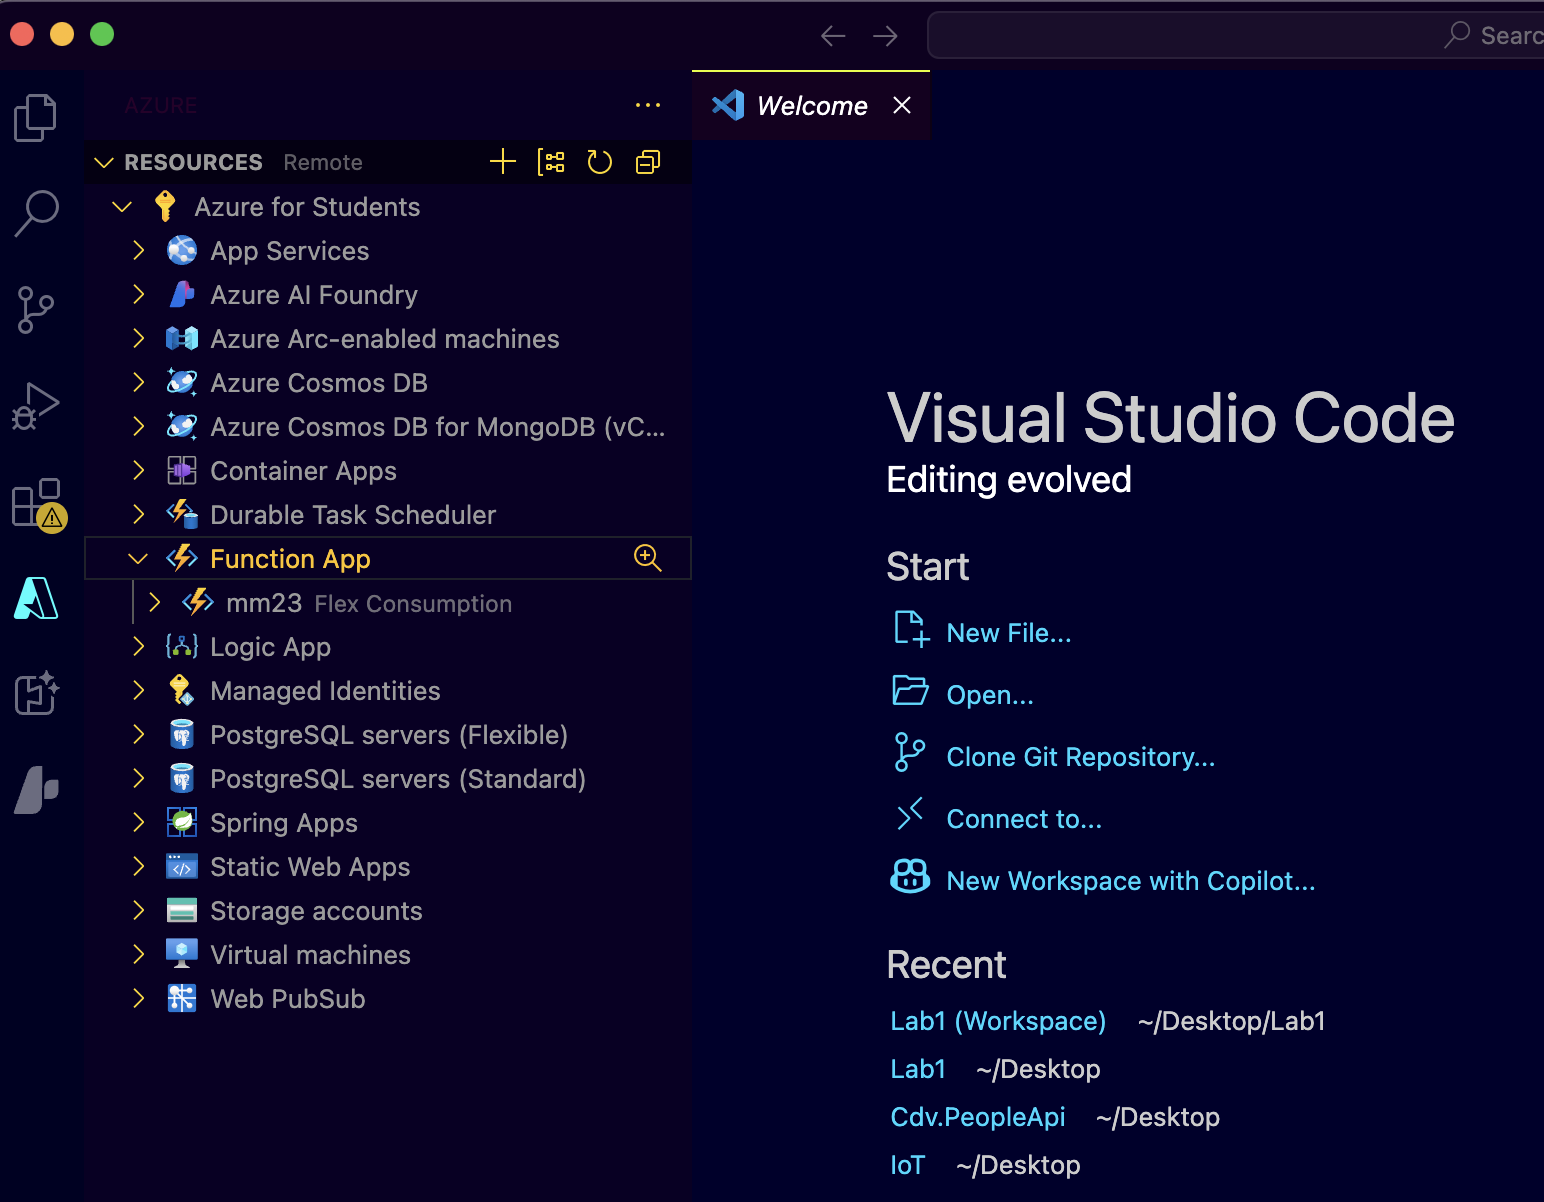 Searc
AZURE
Welcome
RESOURCES Remote
Azure for Students
App Services
Azure AI Foundry
Azure Arc-enabled machines
Azure Cosmos DB
Azure Cosmos DB for MongoDB (vC...
Container Apps
Durable Task Scheduler
Function App
mm23 Flex Consumption
Logic App
Managed Identities
PostgreSQL servers (Flexible)
PostgreSQL servers (Standard)
Spring Apps
Static Web Apps
Storage accounts
Virtual machines
Web PubSub
Visual Studio Code
Editing evolved
Start
New File...
Open...
Clone Git Repository...
Connect to...
New Workspace with Copilot...
Recent
Lab1 (Workspace) ~/Desktop/Lab1
Lab1 ~/Desktop
Cdv.PeopleApi ~/Desktop
IoT ~/Desktop